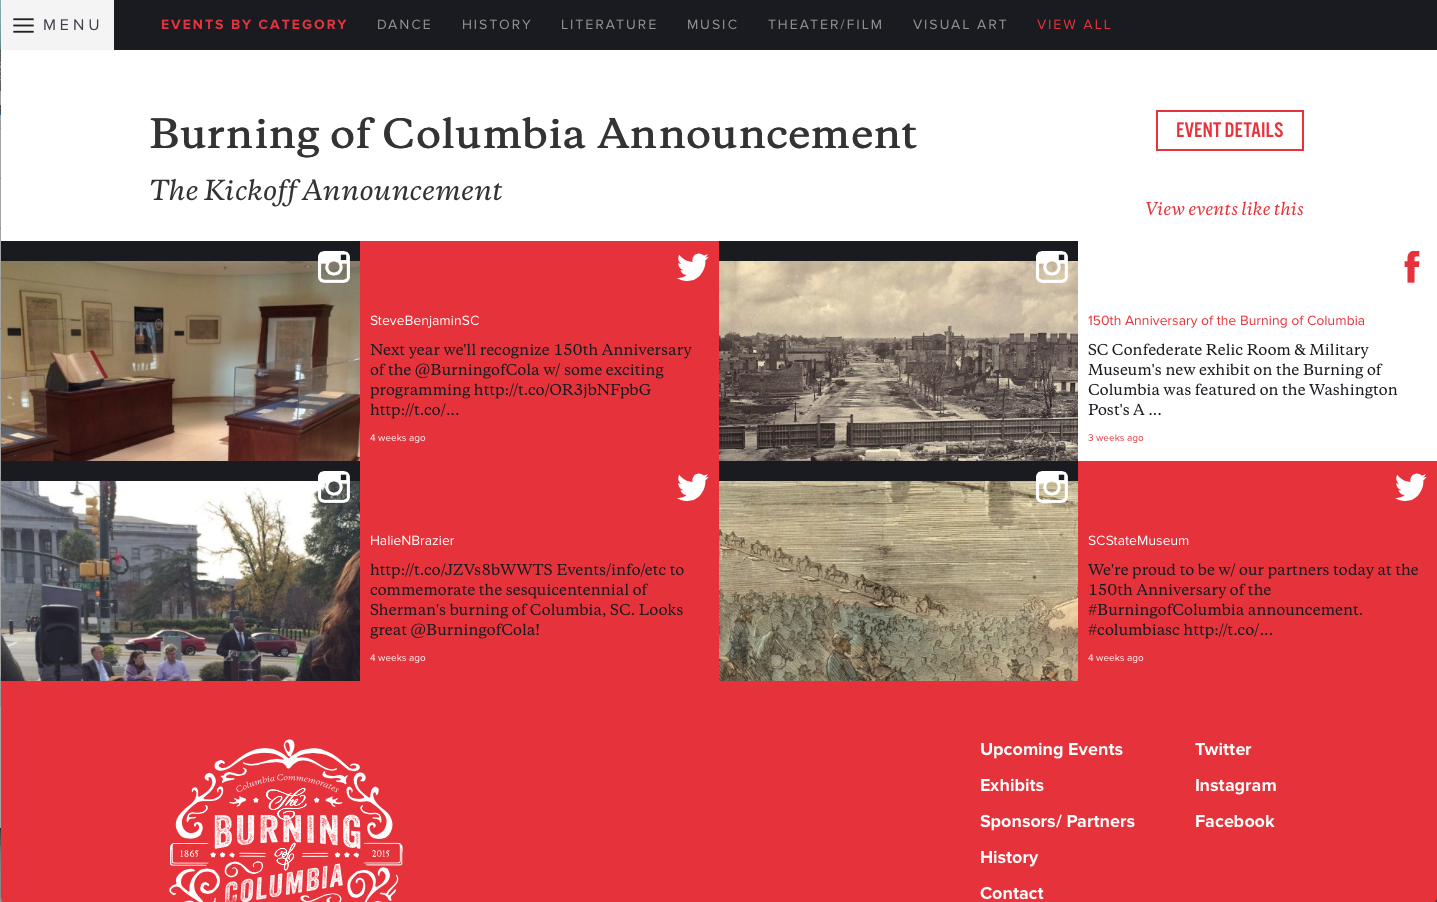 MENU
EVENTS BY CATEGORY DANCE HISTORY LITERATURE MUSIC THEATER/FILM VISUAL ART VIEW ALL
Burning of Columbia Announcement
EVENT DETAILS
The Kickoff Announcement
View events like this
SteveBenjaminSC
Next year we'll recognize 150th Anniversary
of the @BurningofCola w/ some exciting
programming http://t.co/OR3jbNFpbG
http://t.co/...
4 weeks ago
150th Anniversary of the Burning of Columbia
SC Confederate Relic Room & Military
Museum's new exhibit on the Burning of
Columbia was featured on the Washington
Post's A ...
3 weeks ago
HalieNBrazier
http://t.co/JZVs8bWWTS Events/info/etc to
commemorate the sesquicentennial of
Sherman's burning of Columbia, SC. Looks
great @BurningofCola!
4 weeks ago
SCStateMuseum
We're proud to be w/ our partners today at the
150th Anniversary of the
#BurningofColumbia announcement.
#columbiasc http://t.co/...
4 weeks ago
Columbia Commemorates
The
BURNING
1865 of 2015
COLUMBIA
Upcoming Events
Exhibits
Sponsors/ Partners
History
Contact
Twitter
Instagram
Facebook